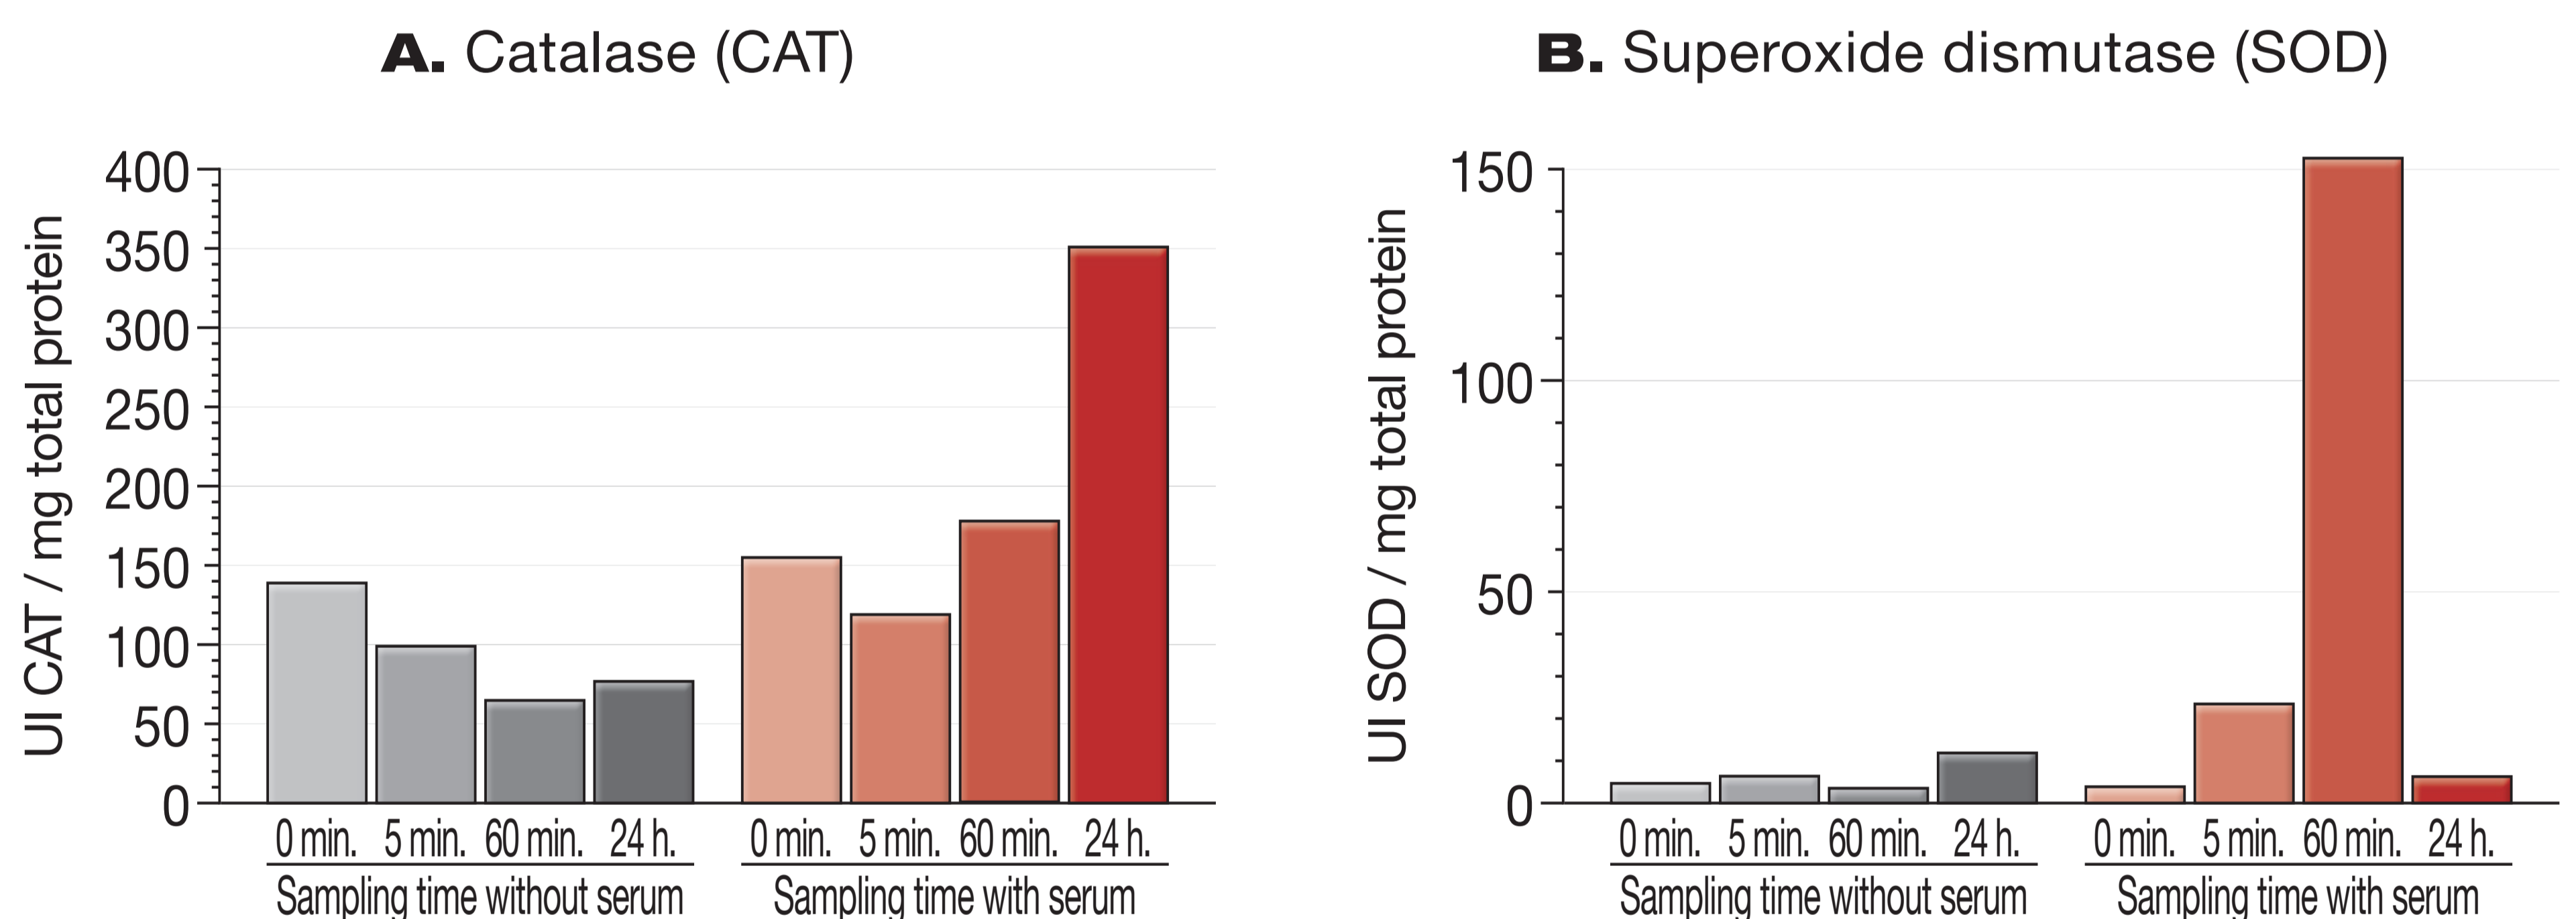 A. Catalase (CAT)
UI CAT / mg total protein
400
350
300
250
200
150
100
50
0
0 min. 5 min. 60 min. 24 h. 0 min. 5 min. 60 min. 24 h.
Sampling time without serum Sampling time with serum
B. Superoxide dismutase (SOD)
UI SOD / mg total protein
150
100
50
0
0 min. 5 min. 60 min. 24 h. 0 min. 5 min. 60 min. 24 h.
Sampling time without serum Sampling time with serum